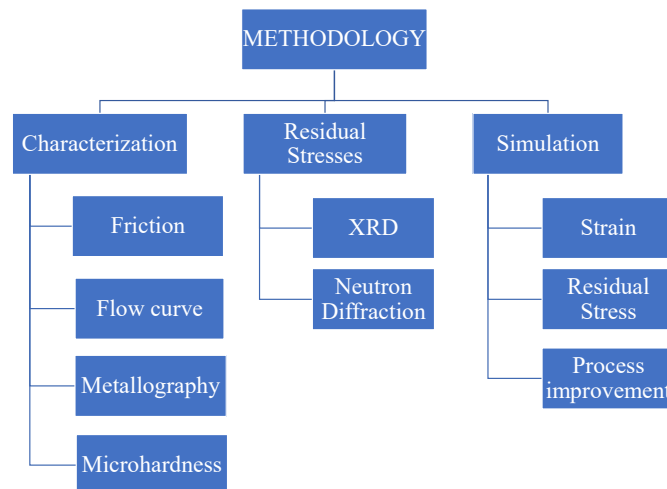 METHODOLOGY
Characterization
Friction
Flow curve
Metallography
Microhardness
Residual
Stresses
XRD
Neutron
Diffraction
Simulation
Strain
Residual
Stress
Process
improvement